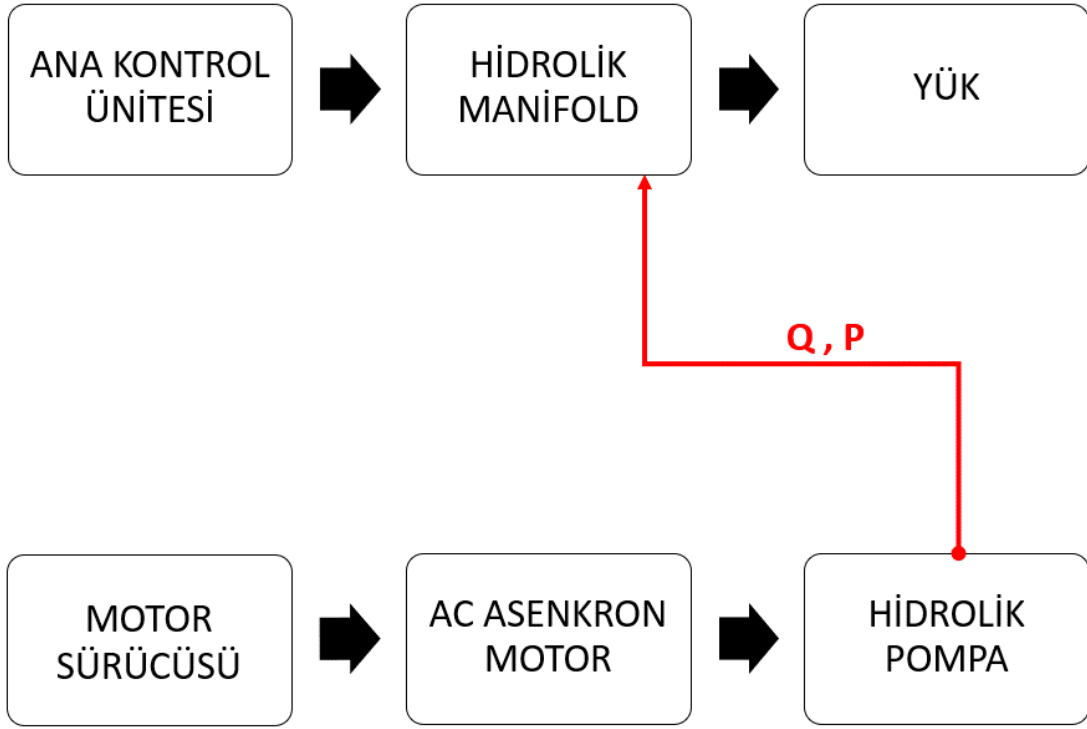 ANA KONTROL
ÜNİTESİ
HİDROLİK
MANİFOLD
YÜK
Q , P
MOTOR
SÜRÜCÜSÜ
AC ASENKRON
MOTOR
HİDROLİK
POMPA